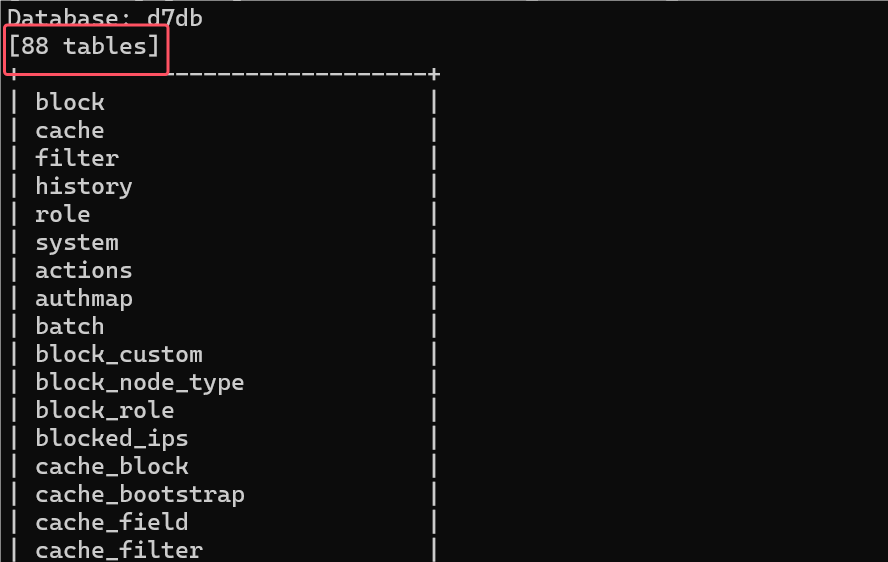 Database: d7db
[88 tables]
+------------------------------+
| block |
| cache |
| filter |
| history |
| role |
| system |
| actions |
| authmap |
| batch |
| block_custom |
| block_node_type |
| block_role |
| blocked_ips |
| cache_block |
| cache_bootstrap |
| cache_field |
| cache_filter |